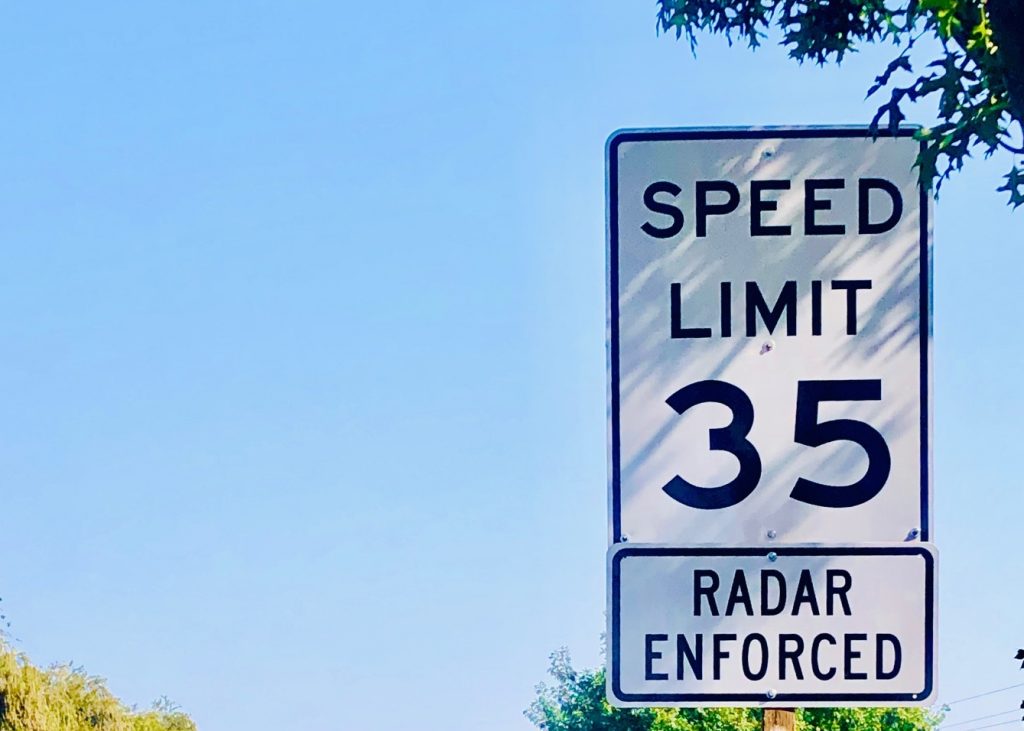 SPEED
LIMIT
35
RADAR
ENFORCED